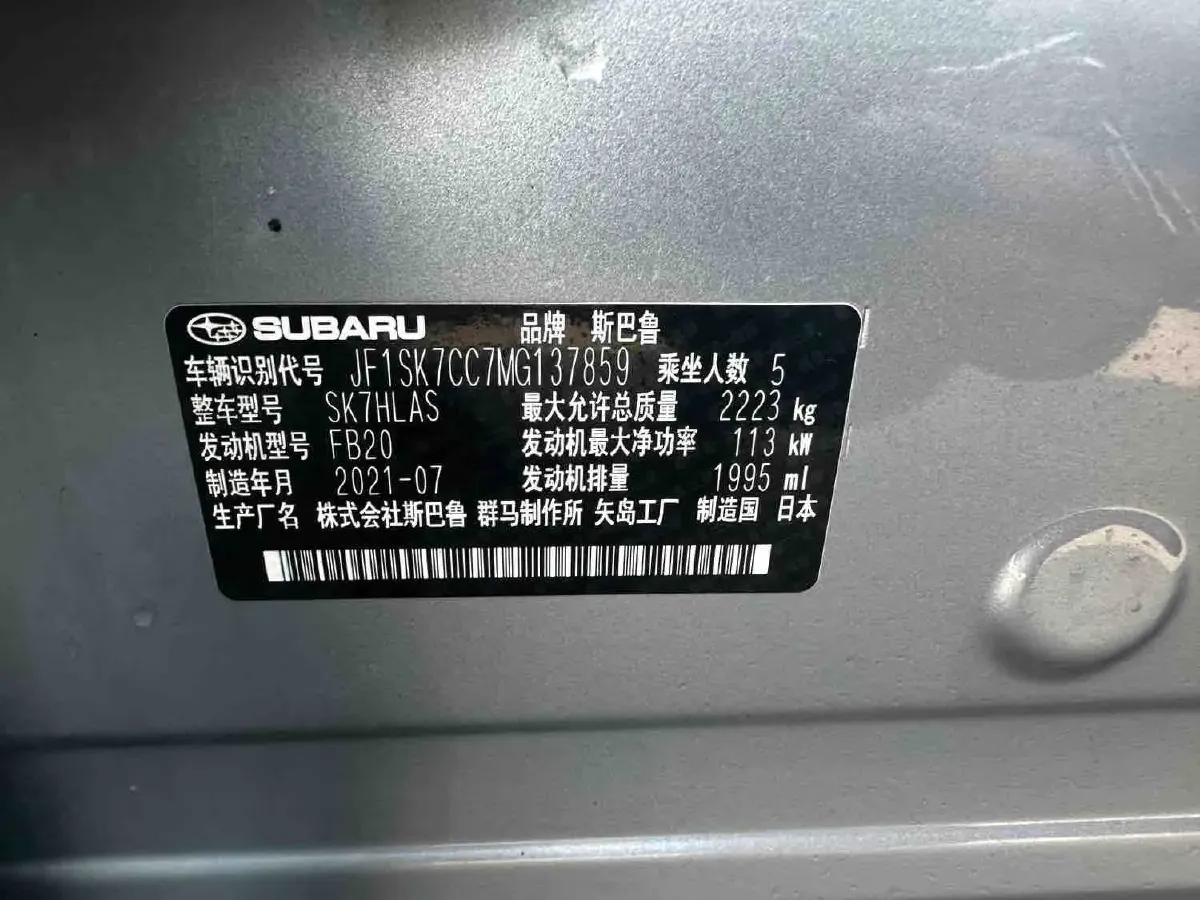 SUBARU 品牌 斯巴鲁
车辆识别代号 JF1SK7CC7MG137859 乘坐人数 5
整车型号 SK7HLAS 最大允许总质量 2223 kg
发动机型号 FB20 发动机最大净功率 113 kW
制造年月 2021-07 发动机排量 1995 ml
生产厂名 株式会社斯巴鲁 群马制作所 矢岛工厂 制造国 日本